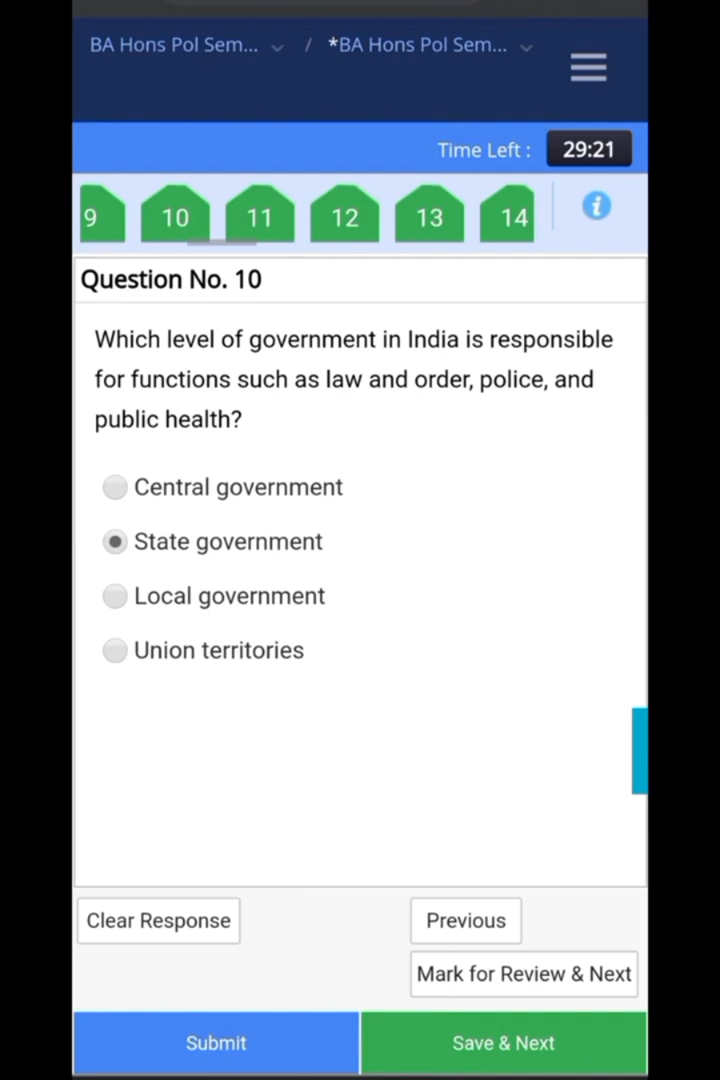 BA Hons Pol Sem... / *BA Hons Pol Sem...
Time Left : 29:21
9 10 11 12 13 14 i
Question No. 10
Which level of government in India is responsible
for functions such as law and order, police, and
public health?
Central government
State government
Local government
Union territories
Clear Response Previous
Mark for Review & Next
Submit Save & Next